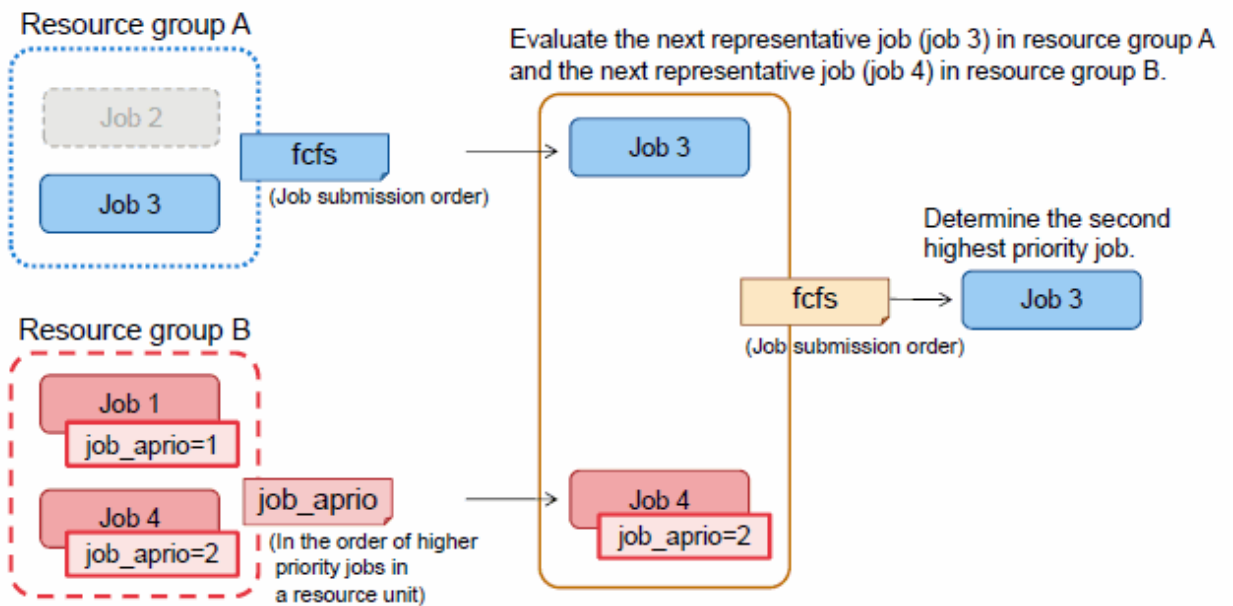 Resource group A
Job 2
Job 3
fcfs
(Job submission order)
Resource group B
Job 1
job_aprio=1
Job 4
job_aprio=2
job_aprio
(In the order of higher
priority jobs in
a resource unit)
Evaluate the next representative job (job 3) in resource group A
and the next representative job (job 4) in resource group B.
Job 3
Job 4
job_aprio=2
fcfs
(Job submission order)
Determine the second
highest priority job.
Job 3